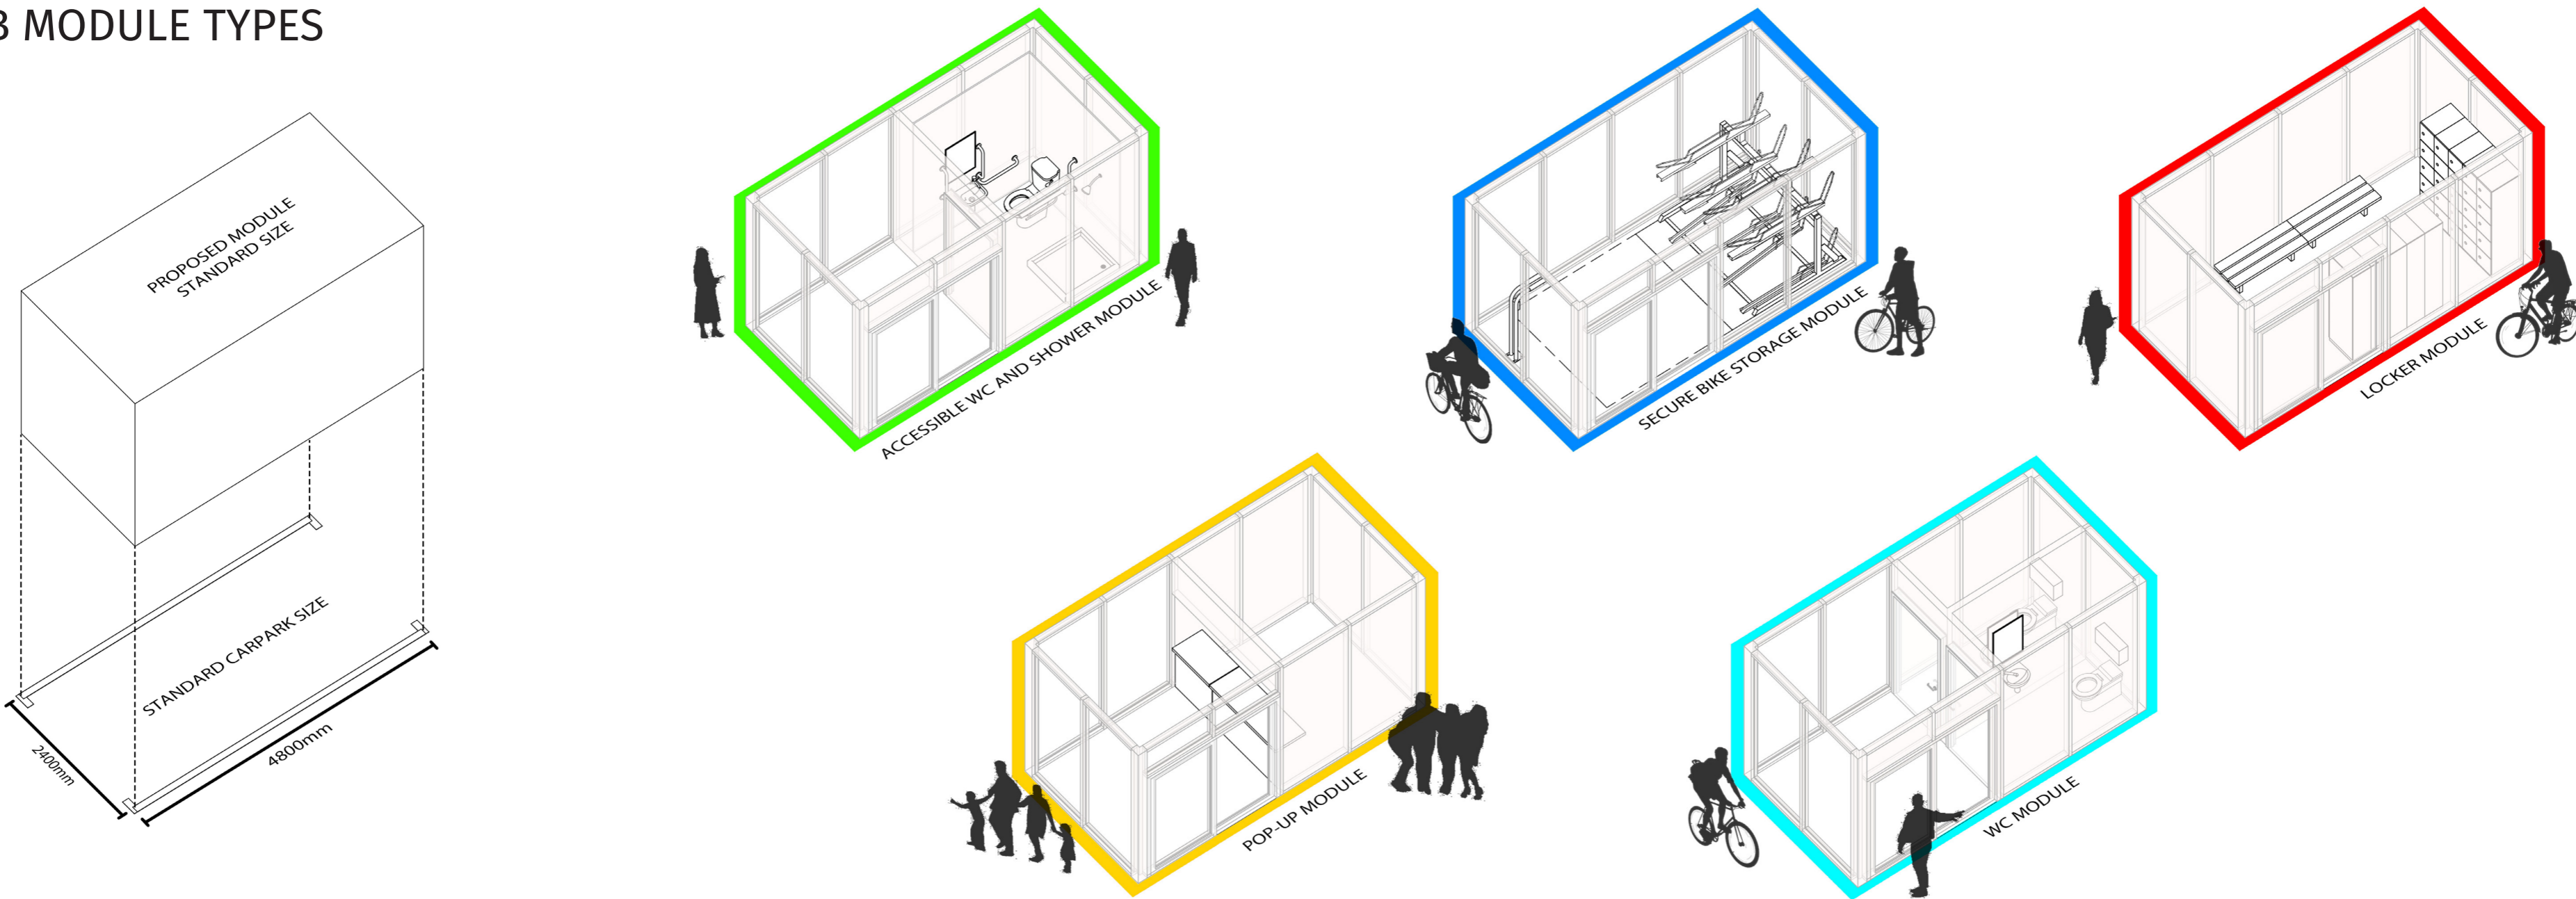 MODULE TYPES
PROPOSED MODULE
STANDARD SIZE
STANDARD CARPARK SIZE
2400mm
4800mm
ACCESSIBLE WC AND SHOWER MODULE
SECURE BIKE STORAGE MODULE
LOCKER MODULE
POP-UP MODULE
WC MODULE